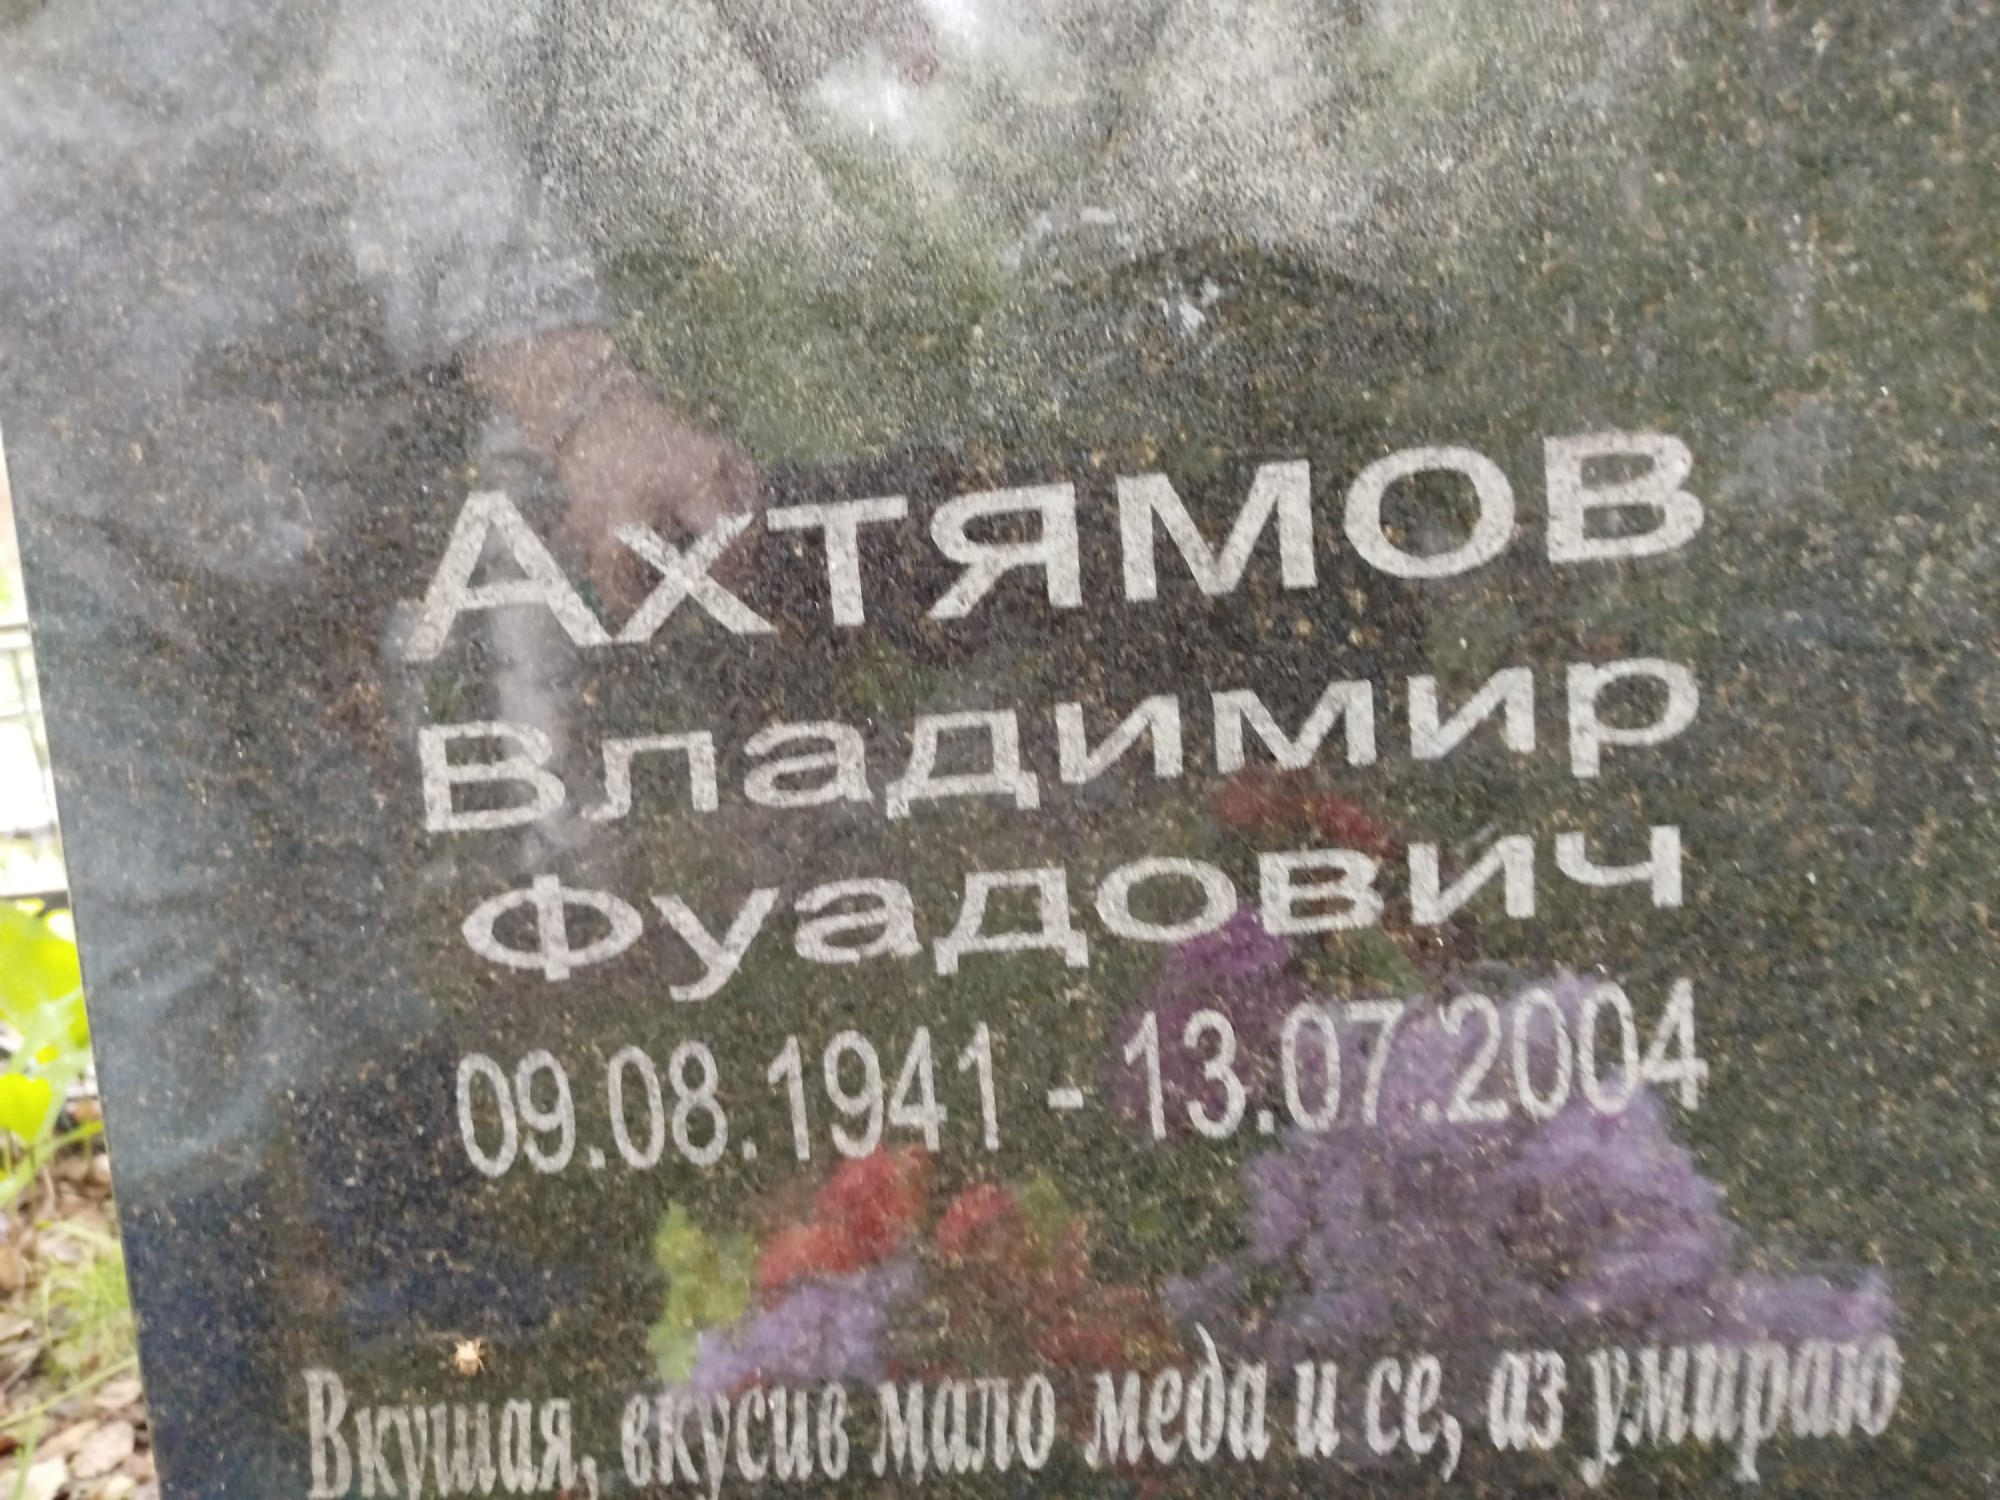 Ахтямов
Владимир
Фуадович
09.08.1941 - 13.07.2004
Вкушая, вкусив мало меда и се, аз умираю